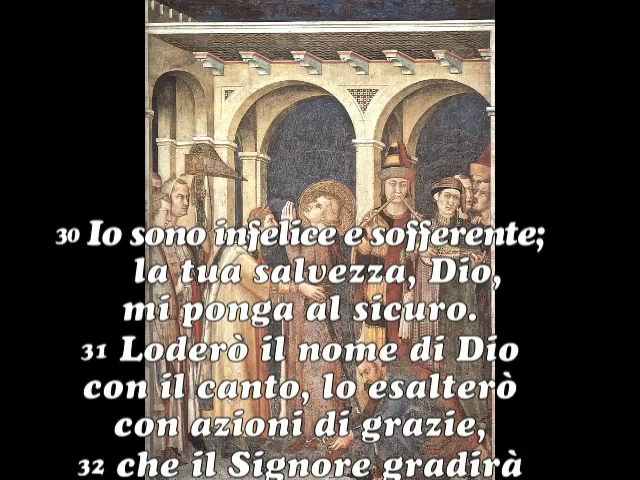 30 Io sono infelice e sofferente;
la tua salvezza, Dio,
mi ponga al sicuro.
31 Loderò il nome di Dio
con il canto, lo esalterò
con azioni di grazie,
32 che il Signore gradirà